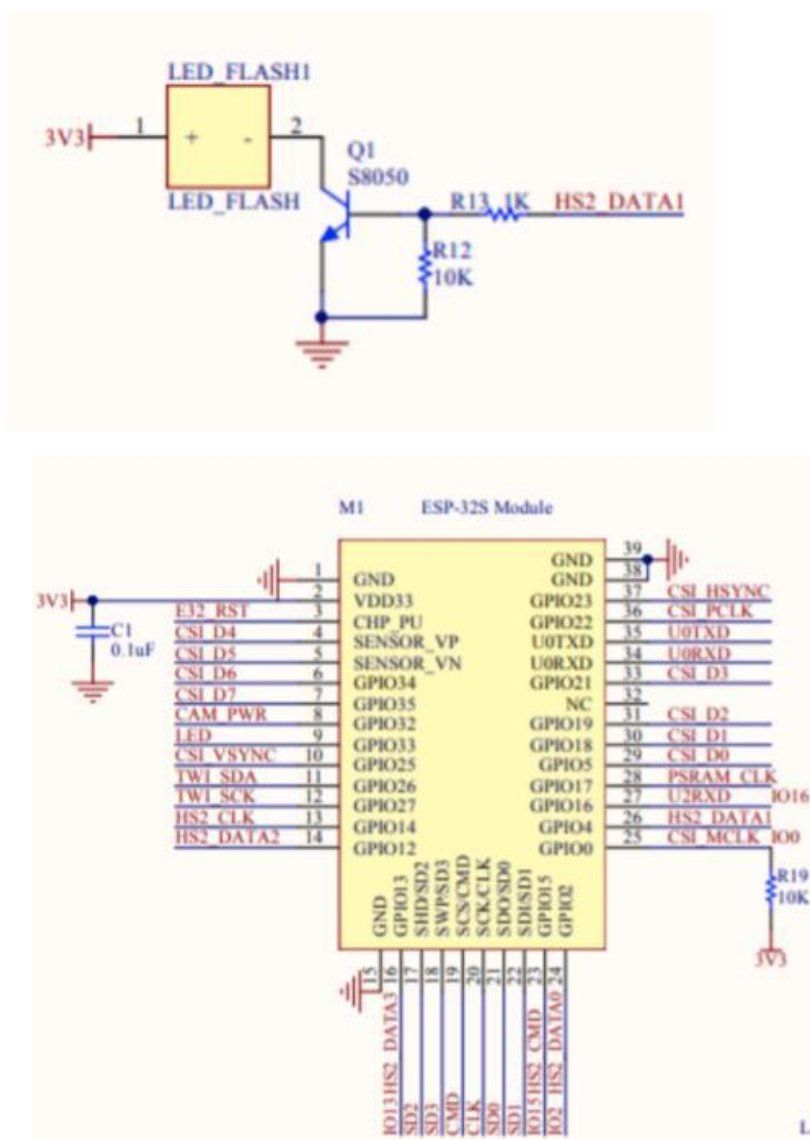 LED_FLASH1
3V3 1 + - 2
LED_FLASH
Q1
S8050
R13 1K HS2_DATA1
R12
10K
M1 ESP-32S Module
3V3
C1
0.1uF
1 GND
2 VDD33
E32_RST 3 CHP_PU
CSI_D4 4 SENSOR_VP
CSI_D5 5 SENSOR_VN
CSI_D6 6 GPIO34
CSI_D7 7 GPIO35
CAM_PWR 8 GPIO32
LED 9 GPIO33
CSI_VSYNC 10 GPIO25
TWI_SDA 11 GPIO26
TWI_SCK 12 GPIO27
HS2_CLK 13 GPIO14
HS2_DATA2 14 GPIO12
GND 39
GND 38
GPIO23 37 CSI_HSYNC
GPIO22 36 CSI_PCLK
U0TXD 35 U0TXD
U0RXD 34 U0RXD
GPIO21 33 CSI_D3
NC 32
GPIO19 31 CSI_D2
GPIO18 30 CSI_D1
GPIO5 29 CSI_D0
GPIO17 28 PSRAM_CLK
GPIO16 27 U2RXD IO16
GPIO4 26 HS2_DATA1
GPIO0 25 CSI_MCLK IO0
R19
10K
3V3
GND 15
GPIO13 16 IO13 HS2_DATA3
SHD/SD2 17 SD2
SWP/SD3 18 SD3
SCS/CMD 19 CMD
SCK/CLK 20 CLK
SDO/SD0 21 SD0
SDI/SD1 22 SD1
GPIO15 23 IO15 HS2_CMD
GPIO2 24 IO2 HS2_DATA0